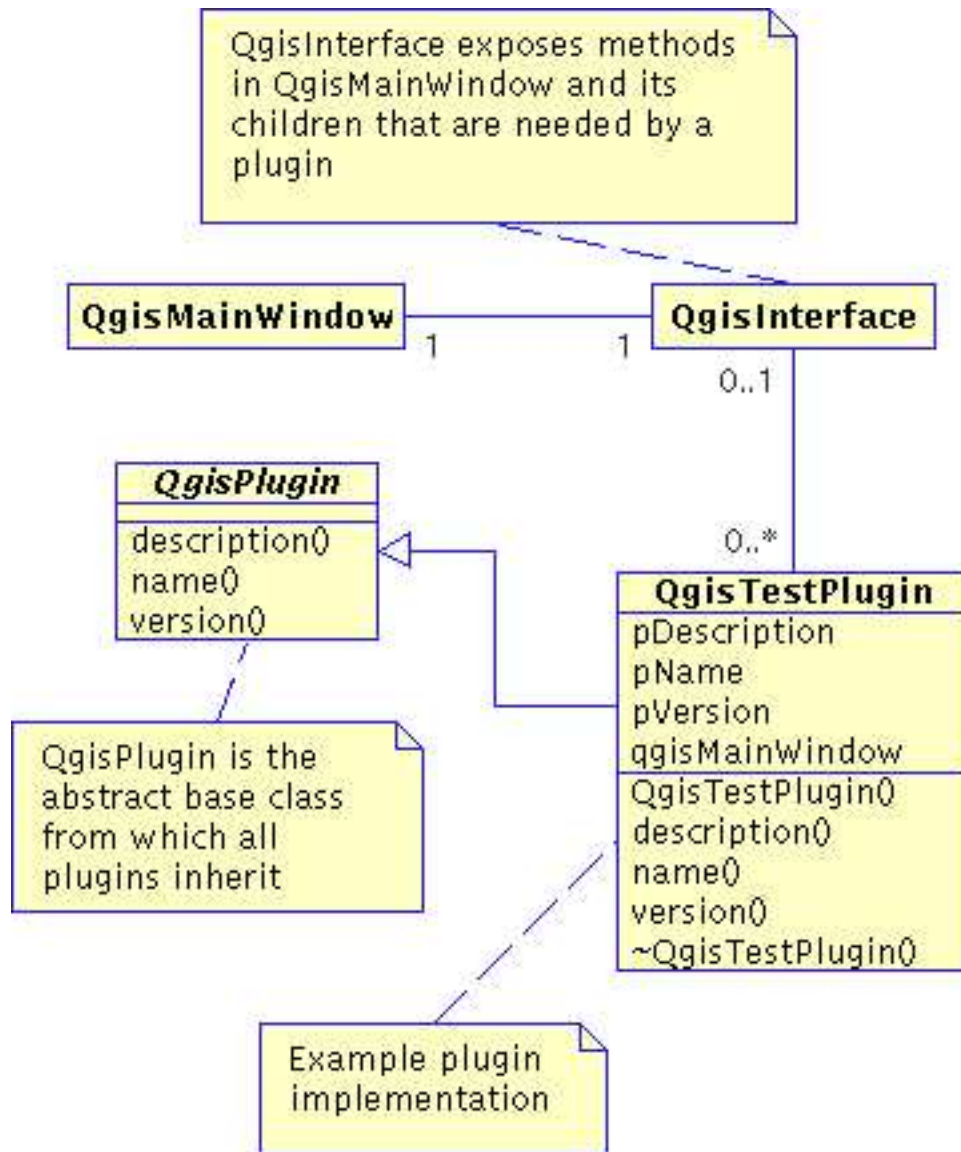 QgisInterface exposes methods
in QgisMainWindow and its
children that are needed by a
plugin
QgisMainWindow
QgisInterface
1
1
0..1
QgisPlugin
description()
name()
version()
0..*
QgisTestPlugin
pDescription
pName
pVersion
qgisMainWindow
QgisTestPlugin()
description()
name()
version()
~QgisTestPlugin()
QgisPlugin is the
abstract base class
from which all
plugins inherit
Example plugin
implementation